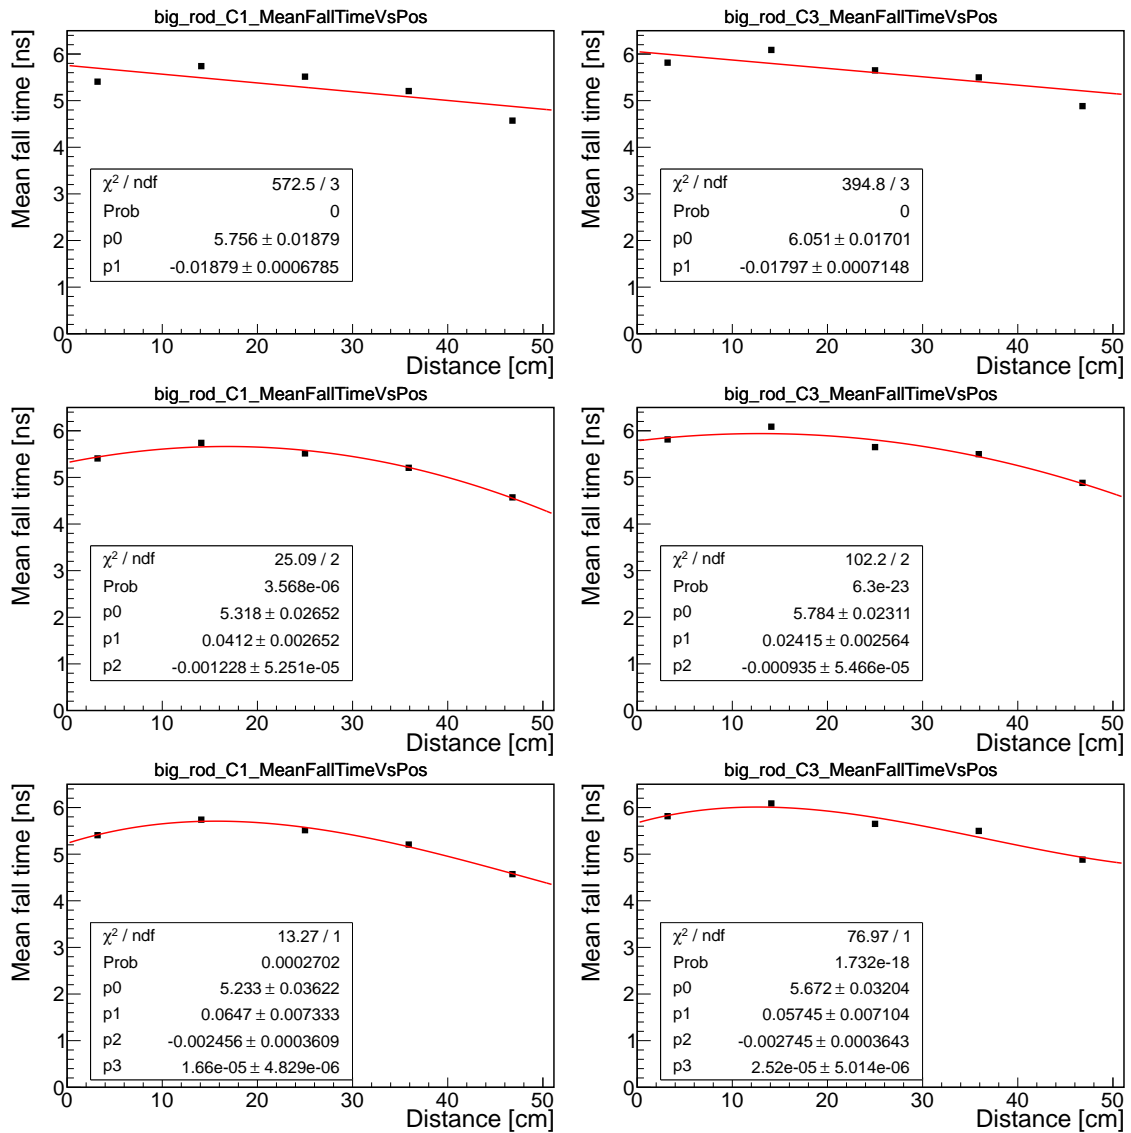 big_rod_C1_MeanFallTimeVsPos
Mean fall time [ns]
6
5
4
3
2
1
0
χ² / ndf 572.5 / 3
Prob 0
p0 5.756 ± 0.01879
p1 -0.01879 ± 0.0006785
0 10 20 30 40 50
Distance [cm]
big_rod_C3_MeanFallTimeVsPos
Mean fall time [ns]
6
5
4
3
2
1
0
χ² / ndf 394.8 / 3
Prob 0
p0 6.051 ± 0.01701
p1 -0.01797 ± 0.0007148
0 10 20 30 40 50
Distance [cm]
big_rod_C1_MeanFallTimeVsPos
Mean fall time [ns]
6
5
4
3
2
1
0
χ² / ndf 25.09 / 2
Prob 3.568e-06
p0 5.318 ± 0.02652
p1 0.0412 ± 0.002652
p2 -0.001228 ± 5.251e-05
0 10 20 30 40 50
Distance [cm]
big_rod_C3_MeanFallTimeVsPos
Mean fall time [ns]
6
5
4
3
2
1
0
χ² / ndf 102.2 / 2
Prob 6.3e-23
p0 5.784 ± 0.02311
p1 0.02415 ± 0.002564
p2 -0.000935 ± 5.466e-05
0 10 20 30 40 50
Distance [cm]
big_rod_C1_MeanFallTimeVsPos
Mean fall time [ns]
6
5
4
3
2
1
0
χ² / ndf 13.27 / 1
Prob 0.0002702
p0 5.233 ± 0.03622
p1 0.0647 ± 0.007333
p2 -0.002456 ± 0.0003609
p3 1.66e-05 ± 4.829e-06
0 10 20 30 40 50
Distance [cm]
big_rod_C3_MeanFallTimeVsPos
Mean fall time [ns]
6
5
4
3
2
1
0
χ² / ndf 76.97 / 1
Prob 1.732e-18
p0 5.672 ± 0.03204
p1 0.05745 ± 0.007104
p2 -0.002745 ± 0.0003643
p3 2.52e-05 ± 5.014e-06
0 10 20 30 40 50
Distance [cm]